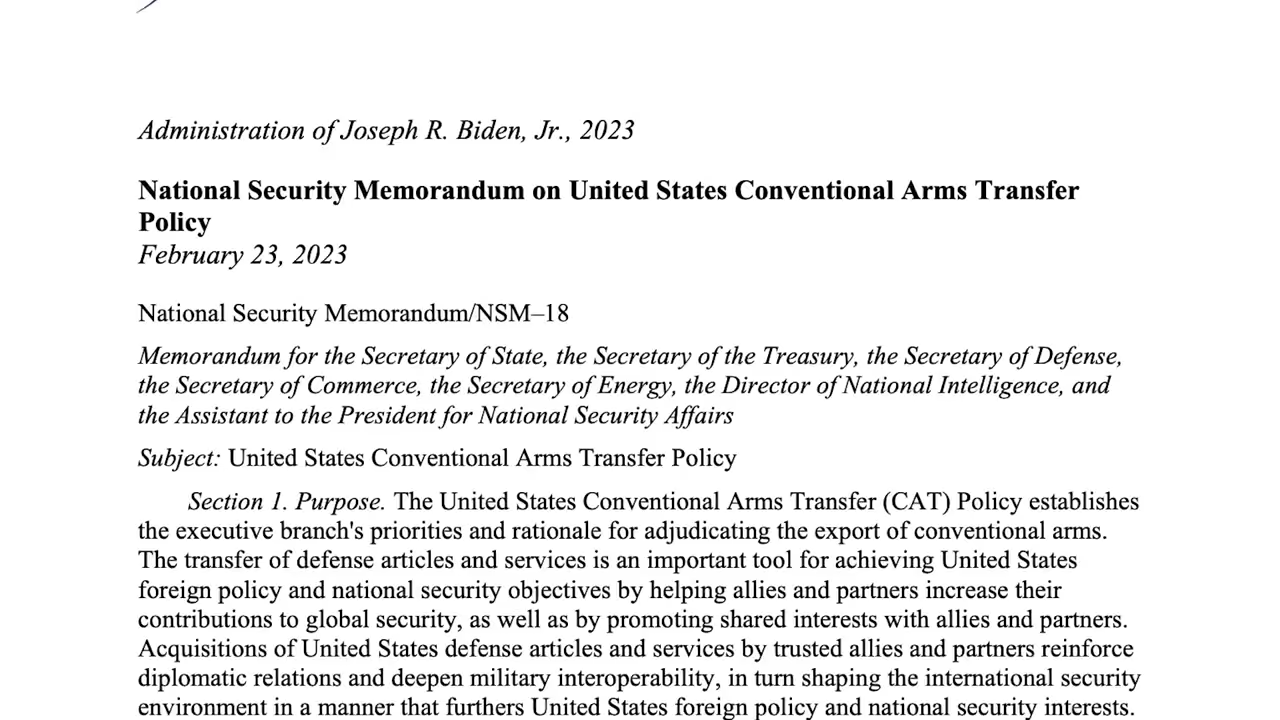 Administration of Joseph R. Biden, Jr., 2023
National Security Memorandum on United States Conventional Arms Transfer
Policy
February 23, 2023
National Security Memorandum/NSM–18
Memorandum for the Secretary of State, the Secretary of the Treasury, the Secretary of Defense,
the Secretary of Commerce, the Secretary of Energy, the Director of National Intelligence, and
the Assistant to the President for National Security Affairs
Subject: United States Conventional Arms Transfer Policy
Section 1. Purpose. The United States Conventional Arms Transfer (CAT) Policy establishes
the executive branch's priorities and rationale for adjudicating the export of conventional arms.
The transfer of defense articles and services is an important tool for achieving United States
foreign policy and national security objectives by helping allies and partners increase their
contributions to global security, as well as by promoting shared interests with allies and partners.
Acquisitions of United States defense articles and services by trusted allies and partners reinforce
diplomatic relations and deepen military interoperability, in turn shaping the international security
environment in a manner that furthers United States foreign policy and national security interests.